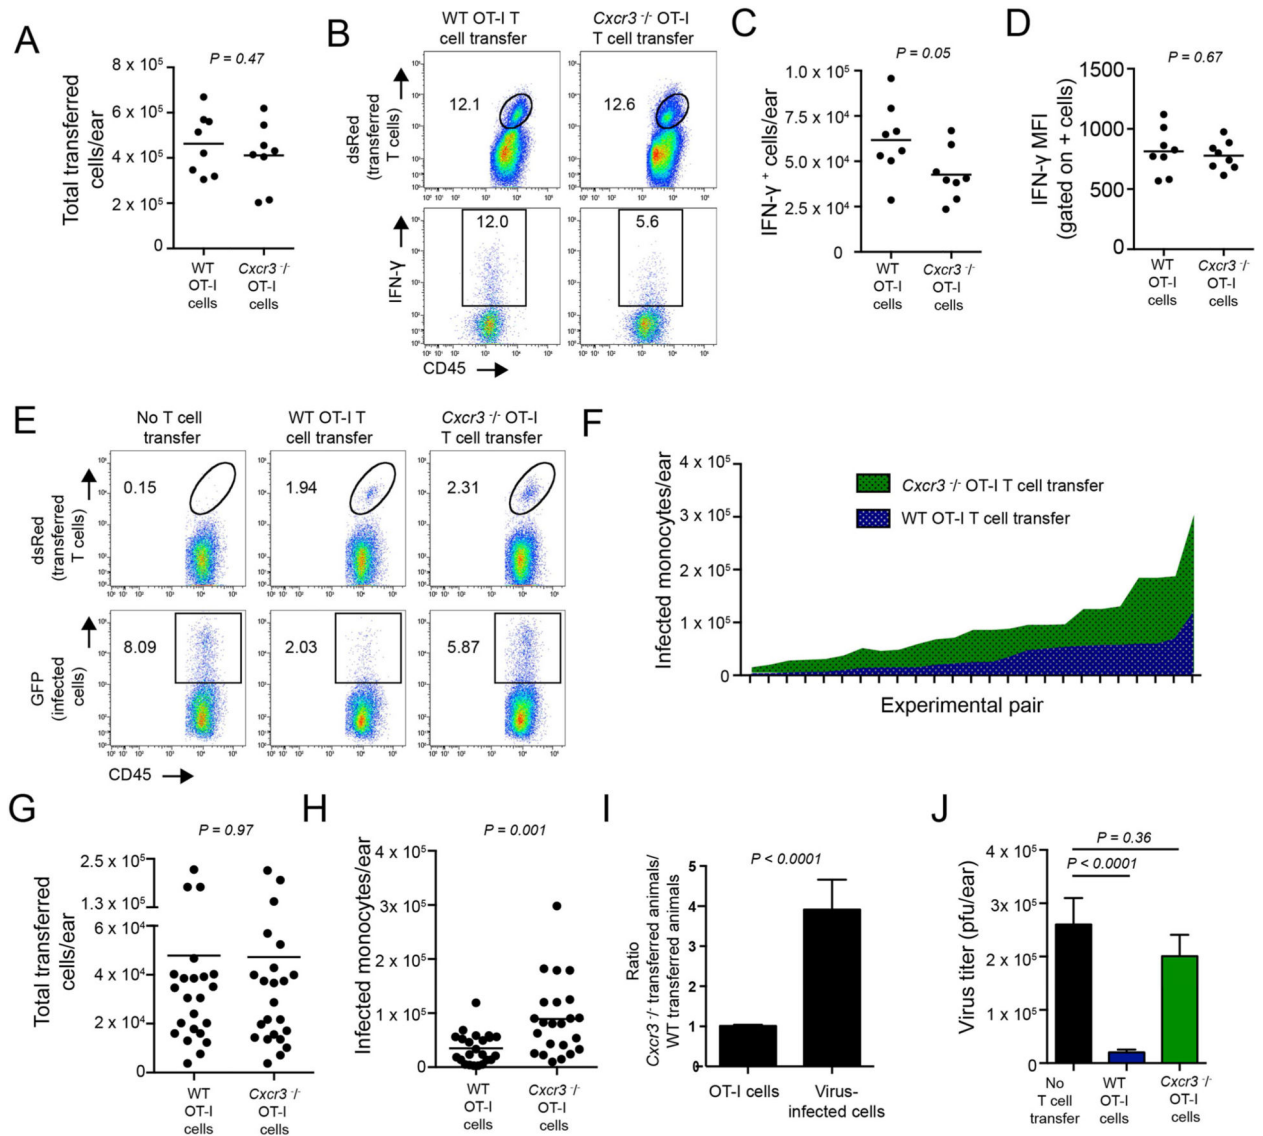 A
P = 0.47
Total transferred
cells/ear
8 x 10⁵
6 x 10⁵
4 x 10⁵
2 x 10⁵
0
WT
OT-I
cells
Cxcr3 -/-
OT-I
cells
B
WT OT-I T
cell transfer
Cxcr3 -/- OT-I
T cell transfer
dsRed
(transferred
T cells)
12.1
12.6
IFN-γ
12.0
5.6
CD45
C
P = 0.05
IFN-γ + cells/ear
1.0 x 10⁵
7.5 x 10⁴
5.0 x 10⁴
2.5 x 10⁴
0
WT
OT-I
cells
Cxcr3 -/-
OT-I
cells
D
P = 0.67
IFN-γ MFI
(gated on + cells)
1500
1000
500
0
WT
OT-I
cells
Cxcr3 -/-
OT-I
cells
E
No T cell
transfer
WT OT-I T
cell transfer
Cxcr3 -/- OT-I
T cell transfer
dsRed
(transferred
T cells)
0.15
1.94
2.31
GFP
(infected
cells)
8.09
2.03
5.87
CD45
F
Infected monocytes/ear
4 x 10⁵
3 x 10⁵
2 x 10⁵
1 x 10⁵
0
Cxcr3 -/- OT-I T cell transfer
WT OT-I T cell transfer
Experimental pair
G
P = 0.97
Total transferred
cells/ear
2.5 x 10⁵
1.3 x 10⁵
6 x 10⁴
4 x 10⁴
2 x 10⁴
0
WT
OT-I
cells
Cxcr3 -/-
OT-I
cells
H
P = 0.001
Infected monocytes/ear
4 x 10⁵
3 x 10⁵
2 x 10⁵
1 x 10⁵
0
WT
OT-I
cells
Cxcr3 -/-
OT-I
cells
I
P < 0.0001
Ratio
Cxcr3 -/- transferred animals/
WT transferred animals
5
4
3
2
1
0
OT-I cells
Virus-
infected cells
J
P = 0.36
P < 0.0001
Virus titer (pfu/ear)
4 x 10⁵
3 x 10⁵
2 x 10⁵
1 x 10⁵
0
No
T cell
transfer
WT
OT-I
cells
Cxcr3 -/-
OT-I
cells